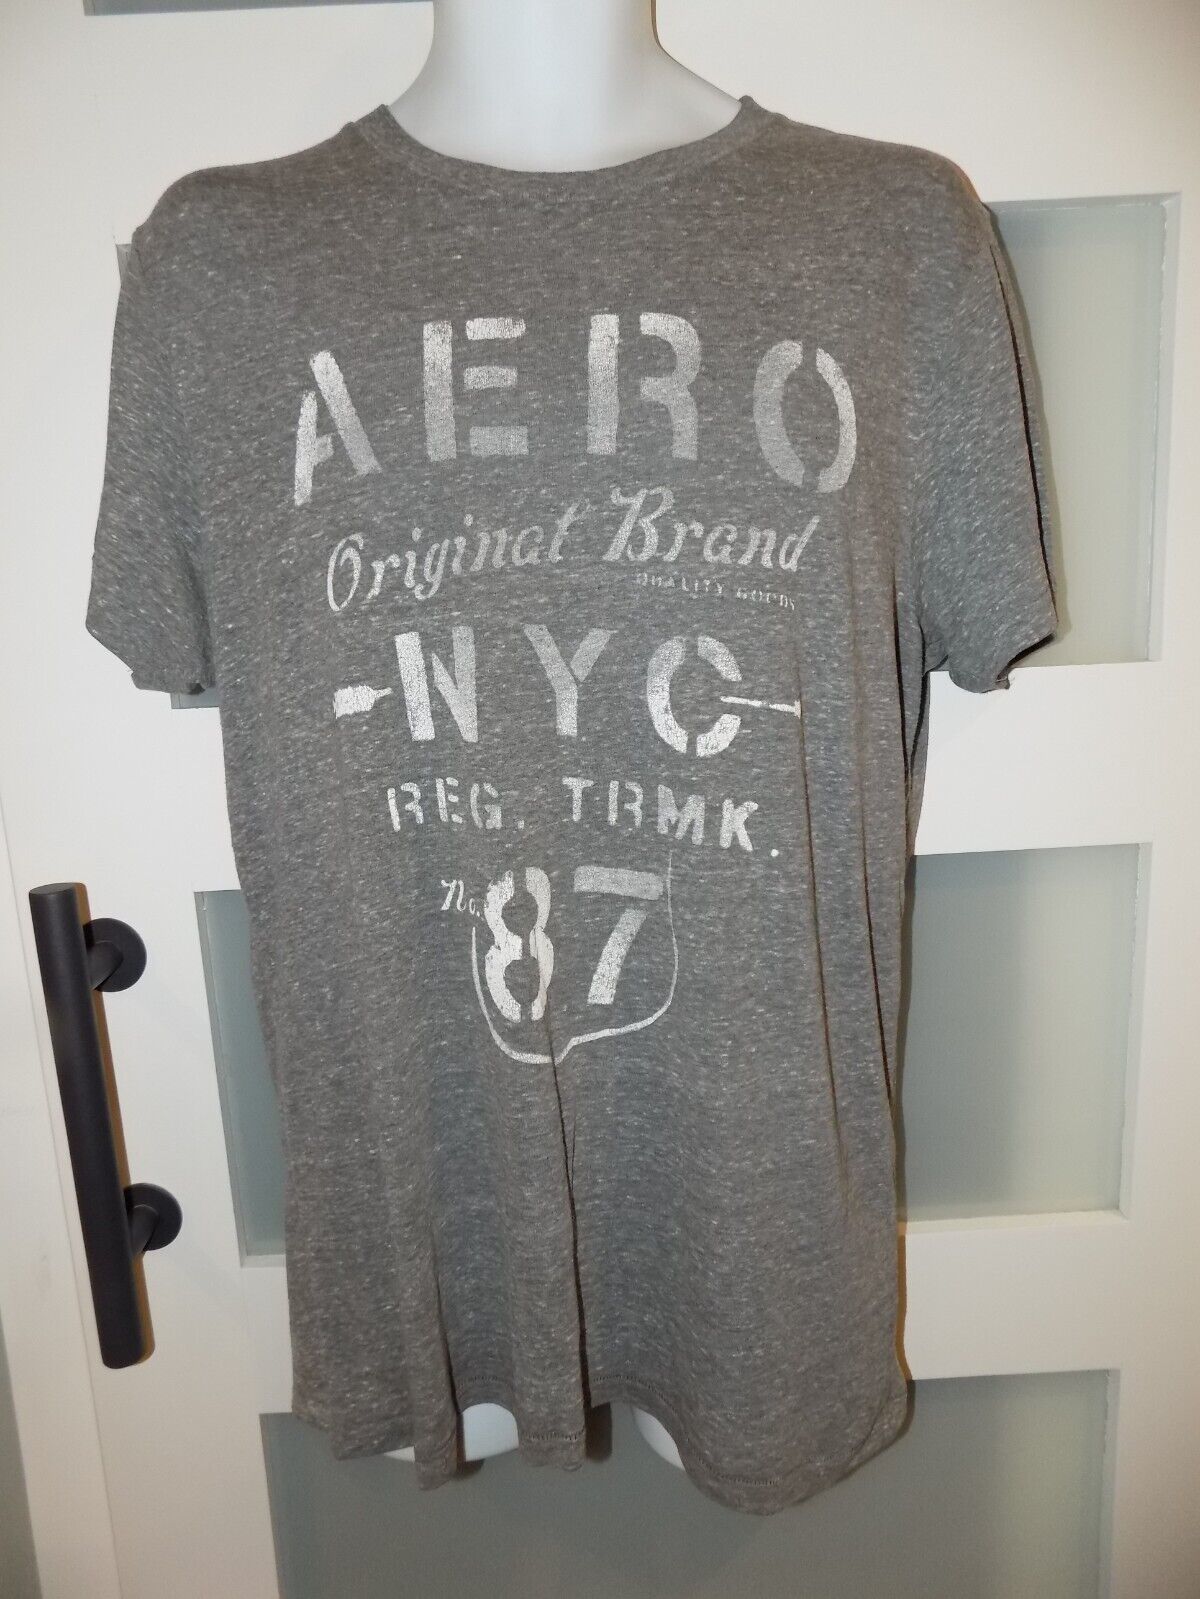 AERO
Original Brand
QUALITY GOODS
NYC
REG. TRMK.
No. 87